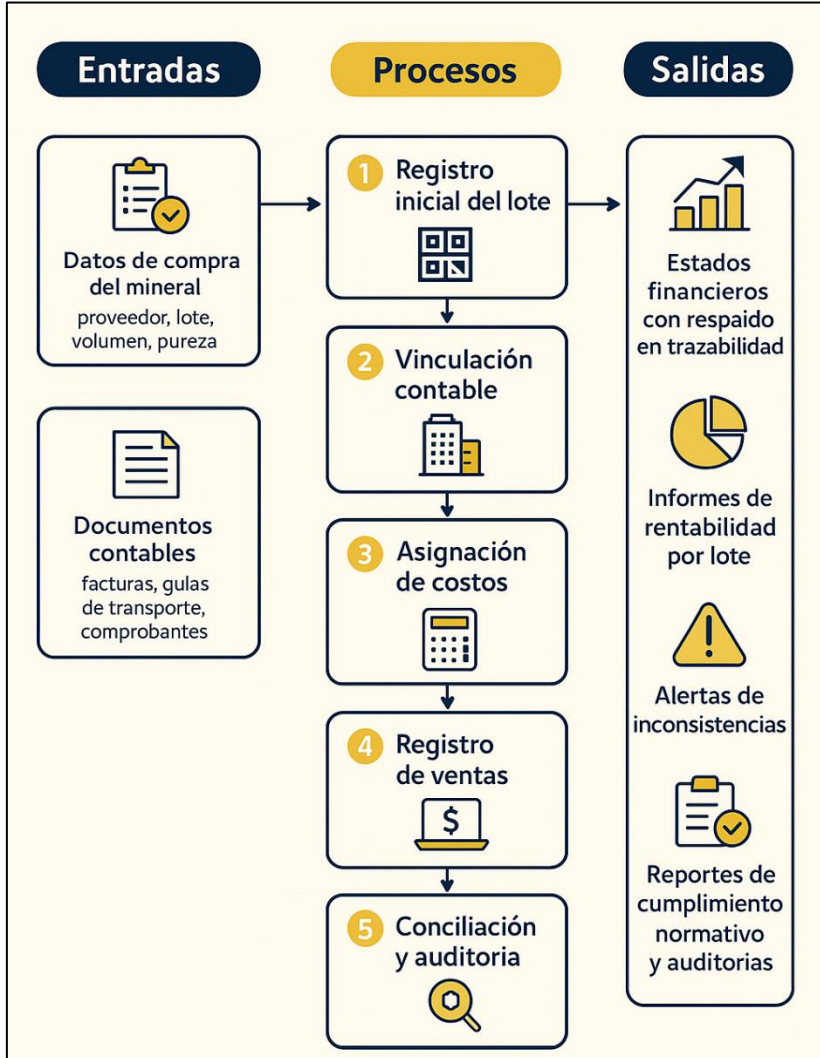 Entradas
Procesos
Salidas
Datos de compra
del mineral
proveedor, lote,
volumen, pureza
Documentos
contables
facturas, gulas
de transporte,
comprobantes
1 Registro
inicial del lote
2 Vinculación
contable
3 Asignación
de costos
4 Registro
de ventas
$
5 Conciliación
y auditoria
Estados
financieros
con respaido
en trazabilidad
Informes de
rentabilidad
por lote
Alertas de
inconsistencias
Reportes de
cumplimiento
normativo
y auditorias